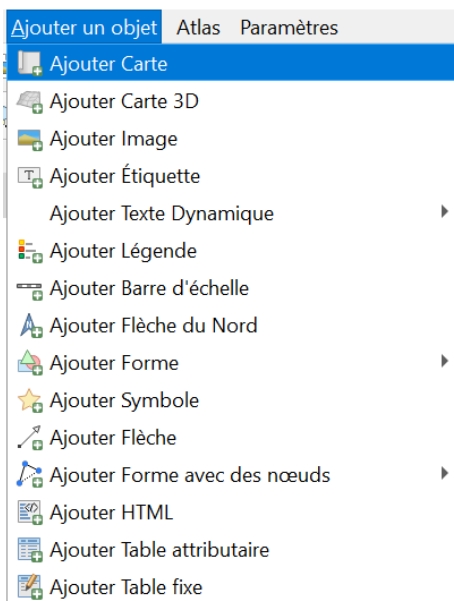 Ajouter un objet Atlas Paramètres
Ajouter Carte
Ajouter Carte 3D
Ajouter Image
Ajouter Étiquette
Ajouter Texte Dynamique
Ajouter Légende
Ajouter Barre d'échelle
Ajouter Flèche du Nord
Ajouter Forme
Ajouter Symbole
Ajouter Flèche
Ajouter Forme avec des nœuds
Ajouter HTML
Ajouter Table attributaire
Ajouter Table fixe